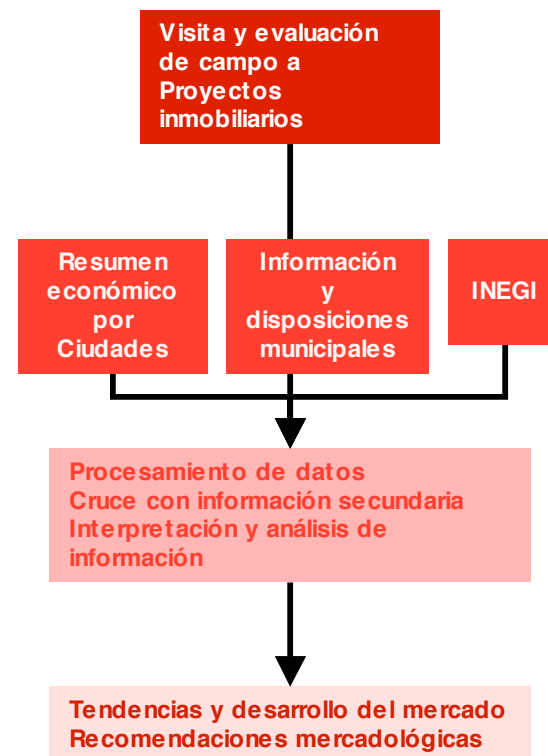 Visita y evaluación
de campo a
Proyectos
inmobiliarios
Resumen
económico
por
Ciudades
Información
y
disposiciones
municipales
INEGI
Procesamiento de datos
Cruce con información secundaria
Interpretación y análisis de
información
Tendencias y desarrollo del mercado
Recomendaciones mercadológicas